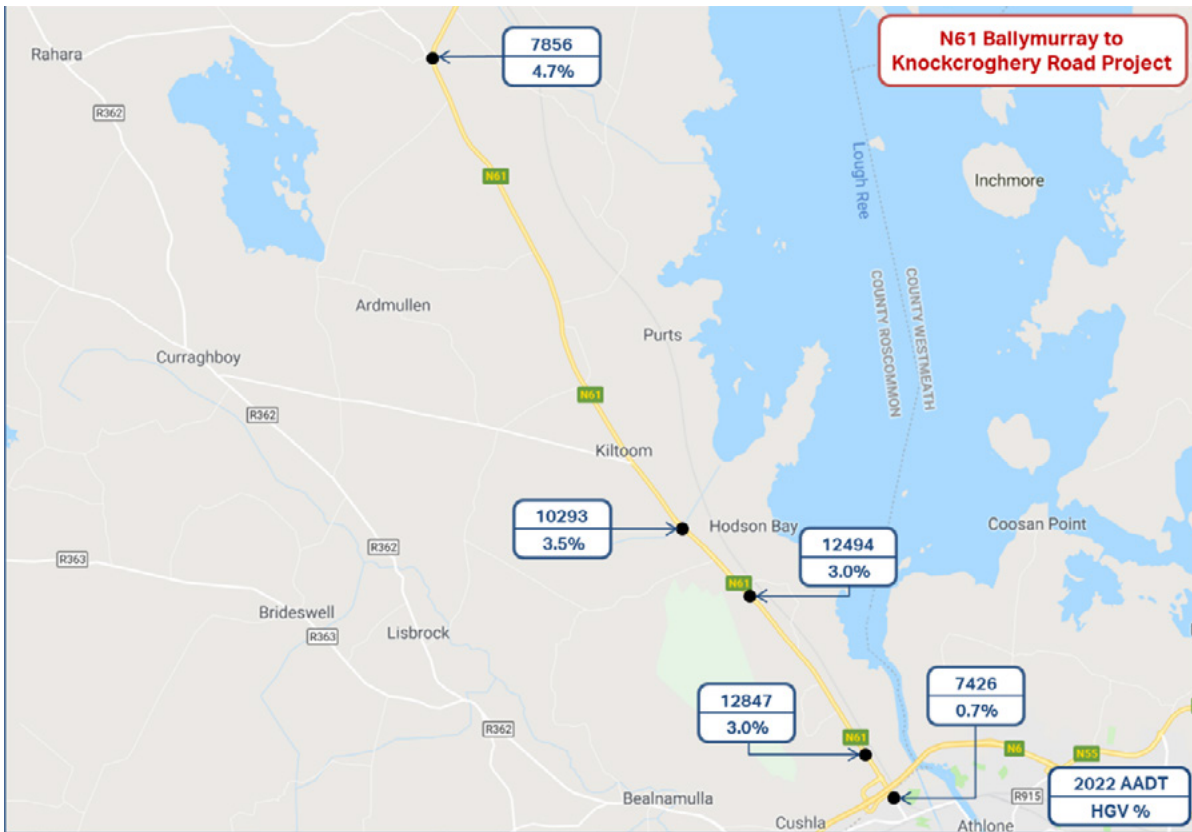 N61 Ballymurray to
Knockcroghery Road Project
7856
4.7%
Rahara
R362
N61
Lough Ree
Inchmore
Ardmullen
Purts
COUNTY ROSCOMMON
COUNTY WESTMEATH
Curraghboy
N61
R362
Kiltoom
10293
3.5%
Hodson Bay
Coosan Point
12494
3.0%
R362
R363
N61
Brideswell
R363
Lisbrock
7426
0.7%
12847
3.0%
R362
N61
N6
N55
2022 AADT
HGV %
R915
Bealnamulla
Cushla
Athlone